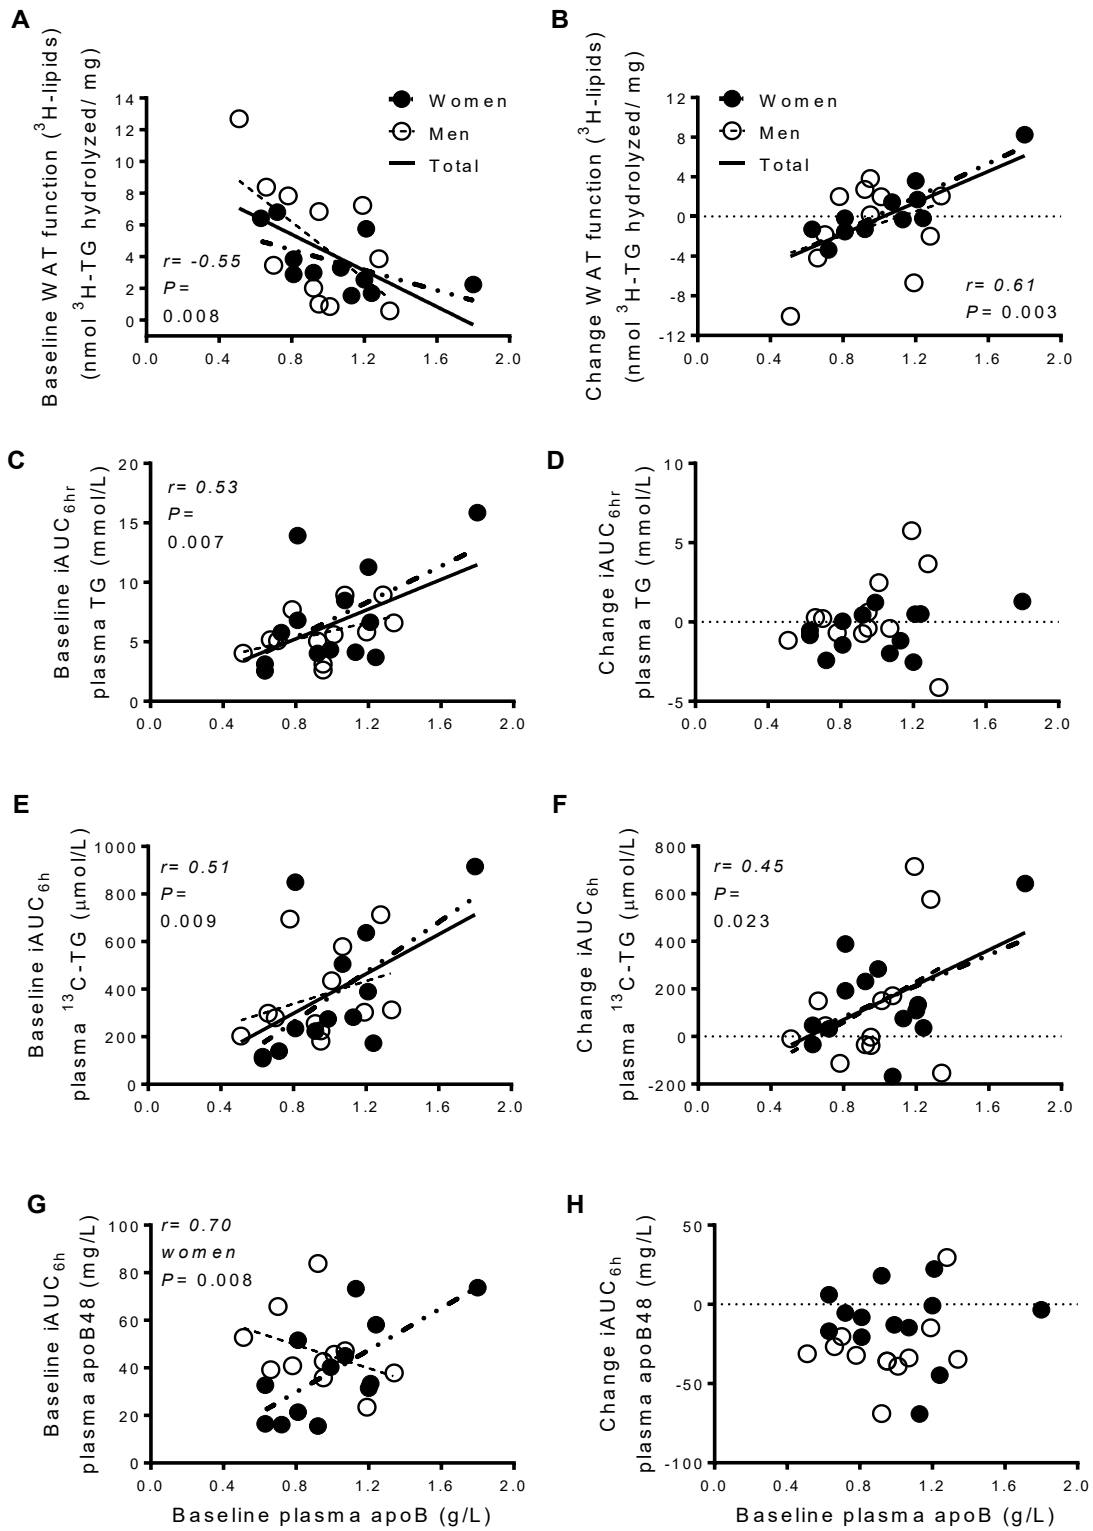 A
Baseline WAT function (³H-lipids)
(nmol ³H-TG hydrolyzed/ mg)
14
12
10
8
6
4
2
0
Women
Men
Total
r= -0.55
P=
0.008
0.0 0.4 0.8 1.2 1.6 2.0
B
Change WAT function (³H-lipids)
(nmol ³H-TG hydrolyzed/ mg)
12
8
4
0
-4
-8
-12
Women
Men
Total
r= 0.61
P= 0.003
0.0 0.4 0.8 1.2 1.6 2.0
C
Baseline iAUC6hr
plasma TG (mmol/L)
20
15
10
5
0
r= 0.53
P=
0.007
0.0 0.4 0.8 1.2 1.6 2.0
D
Change iAUC6hr
plasma TG (mmol/L)
10
5
0
-5
0.0 0.4 0.8 1.2 1.6 2.0
E
Baseline iAUC6h
plasma ¹³C-TG (μmol/L)
1000
800
600
400
200
0
r= 0.51
P=
0.009
0.0 0.4 0.8 1.2 1.6 2.0
F
Change iAUC6h
plasma ¹³C-TG (μmol/L)
800
600
400
200
0
-200
r= 0.45
P=
0.023
0.0 0.4 0.8 1.2 1.6 2.0
G
Baseline iAUC6h
plasma apoB48 (mg/L)
100
80
60
40
20
0
r= 0.70
women
P= 0.008
0.0 0.4 0.8 1.2 1.6 2.0
Baseline plasma apoB (g/L)
H
Change iAUC6h
plasma apoB48 (mg/L)
50
0
-50
-100
0.0 0.4 0.8 1.2 1.6 2.0
Baseline plasma apoB (g/L)